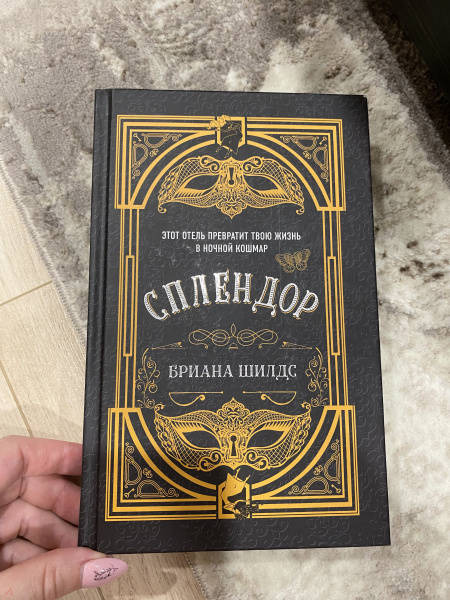 ЭТОТ ОТЕЛЬ ПРЕВРАТИТ ТВОЮ ЖИЗНЬ
В НОЧНОЙ КОШМАР
СПЛЕНДОР
БРИАНА ШИЛДС